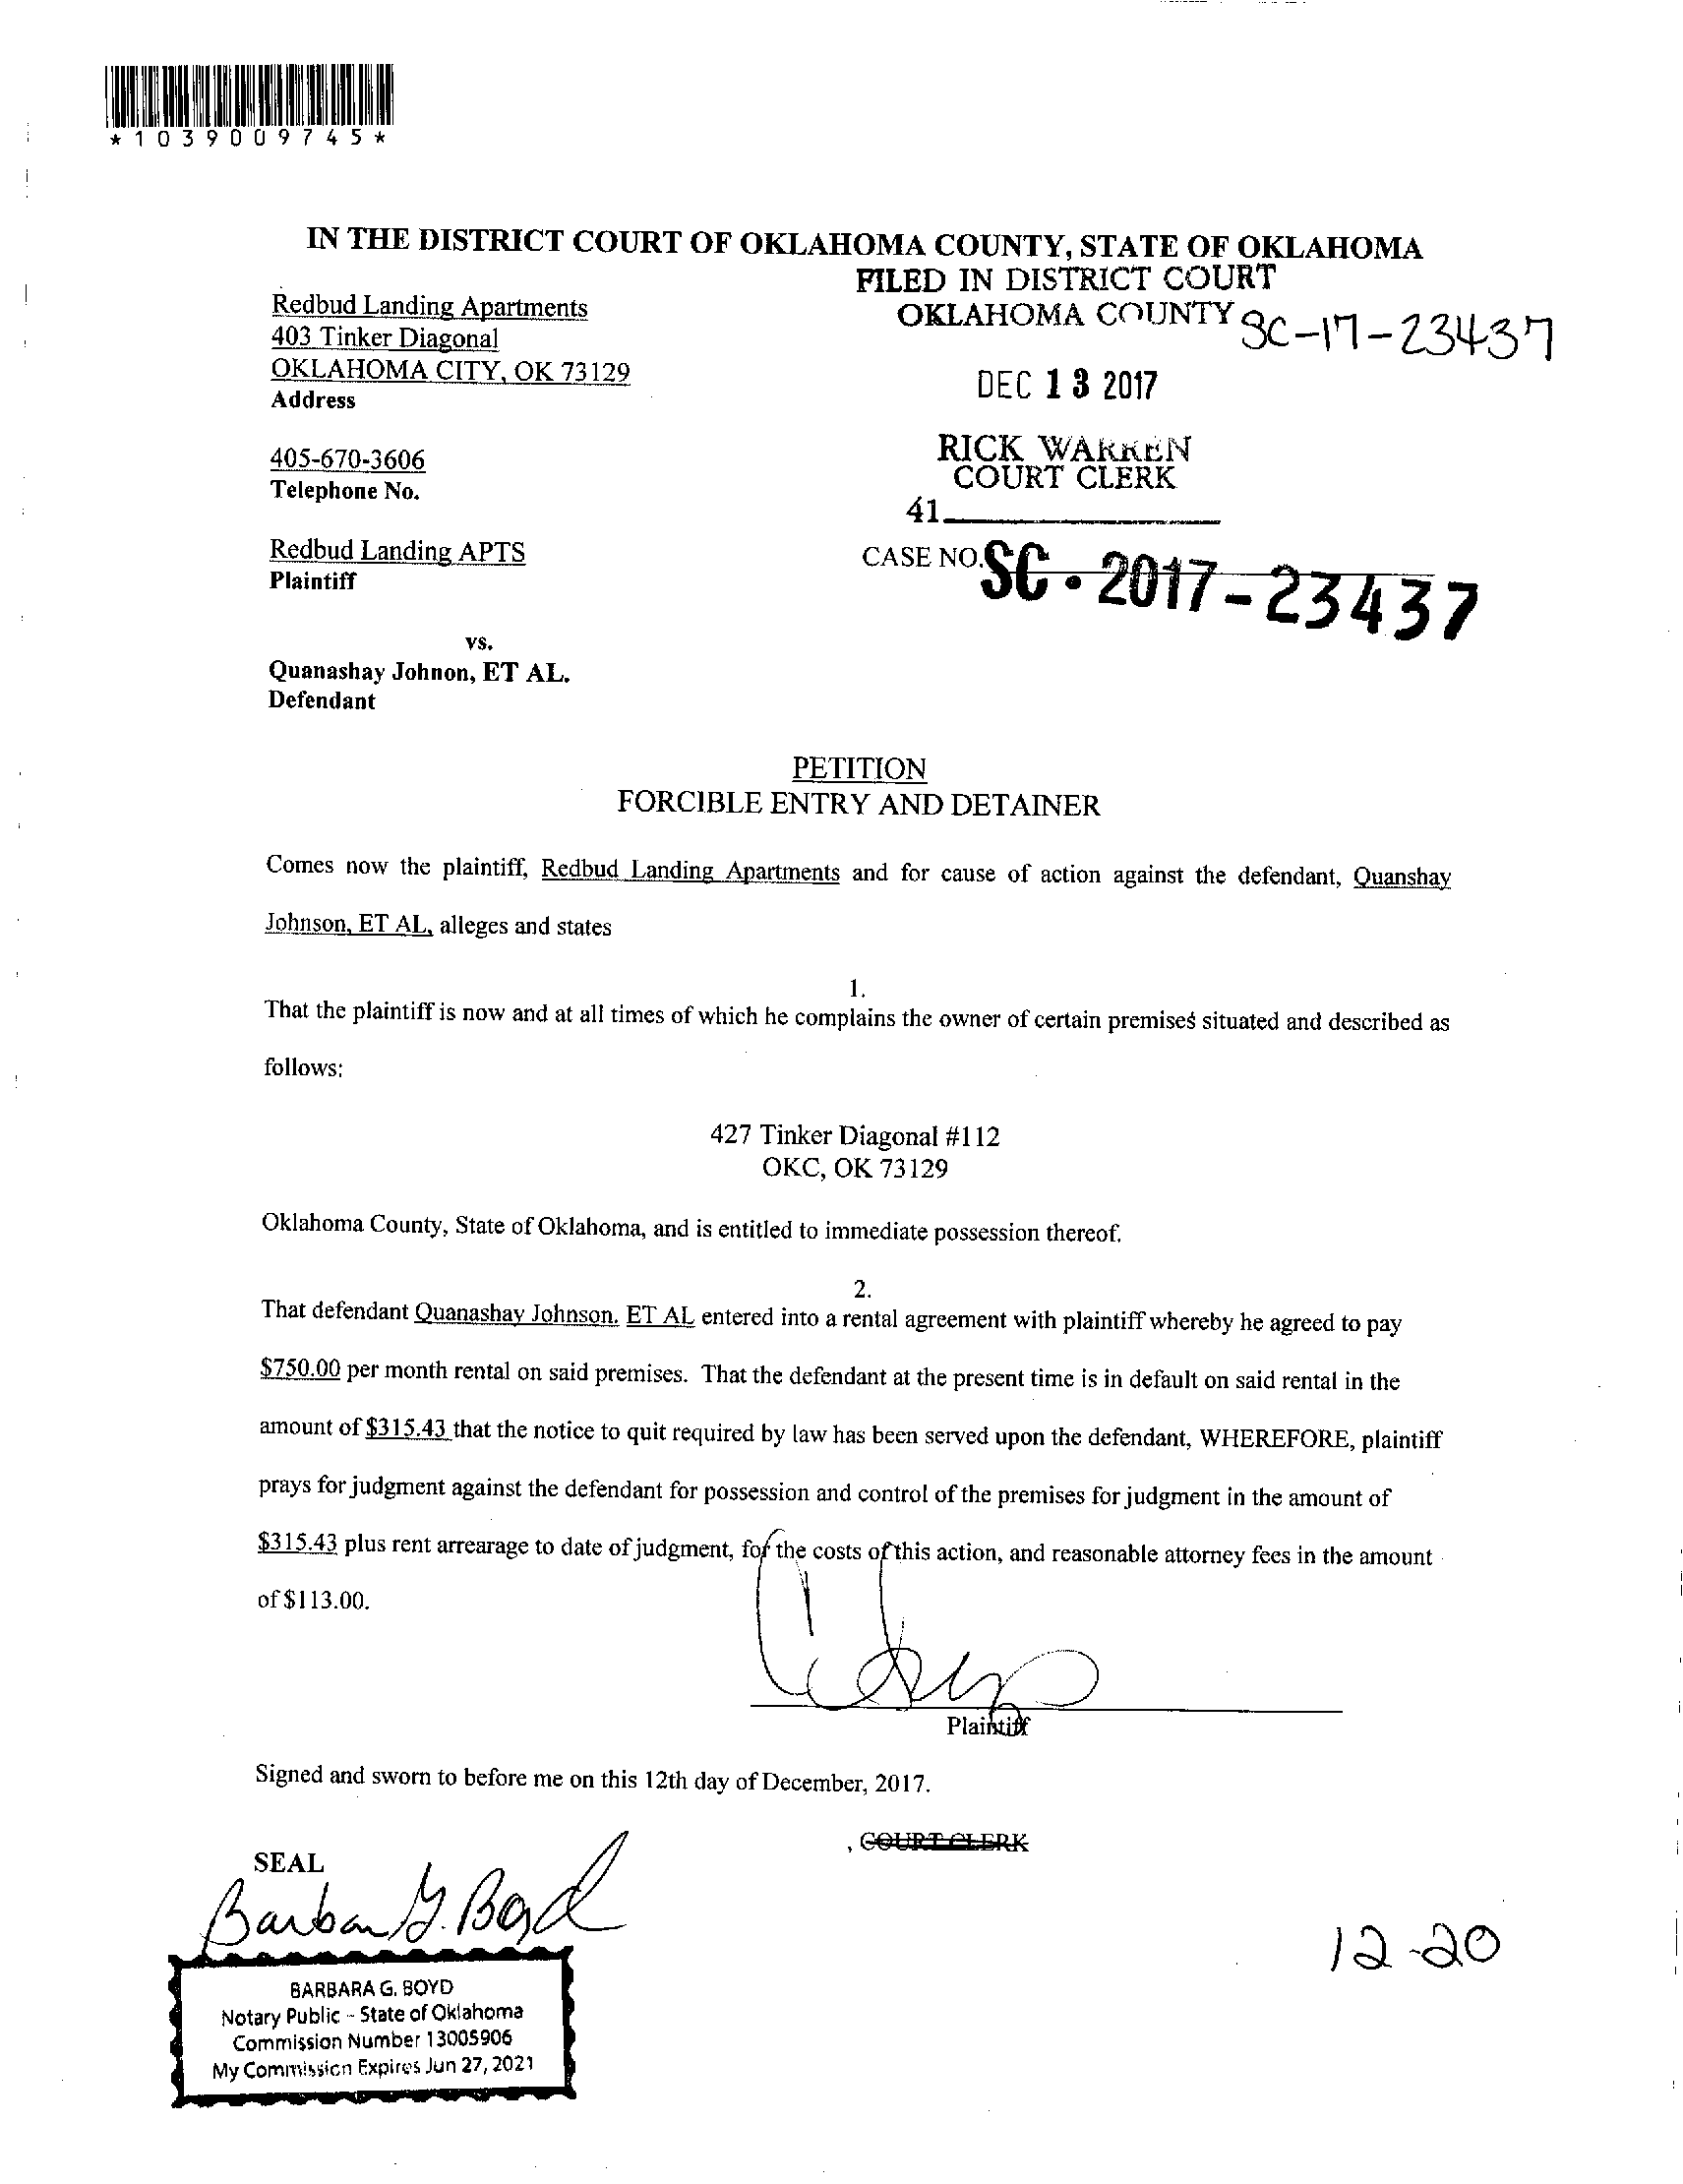 *1039009745*
IN THE DISTRICT COURT OF OKLAHOMA COUNTY, STATE OF OKLAHOMA
FILED IN DISTRICT COURT
OKLAHOMA COUNTY SC-17-23437
Redbud Landing Apartments
403 Tinker Diagonal
OKLAHOMA CITY, OK 73129
Address
DEC 13 2017
RICK WARREN
COURT CLERK
41
405-670-3606
Telephone No.
Redbud Landing APTS
Plaintiff
CASE NO. SC-2017-23437
vs.
Quanashay Johnon, ET AL.
Defendant
PETITION
FORCIBLE ENTRY AND DETAINER
Comes now the plaintiff, Redbud Landing Apartments and for cause of action against the defendant, Quanshay
Johnson, ET AL, alleges and states
1.
That the plaintiff is now and at all times of which he complains the owner of certain premises situated and described as
follows:
427 Tinker Diagonal #112
OKC, OK 73129
Oklahoma County, State of Oklahoma, and is entitled to immediate possession thereof.
2.
That defendant Quanashay Johnson. ET AL entered into a rental agreement with plaintiff whereby he agreed to pay
$750.00 per month rental on said premises. That the defendant at the present time is in default on said rental in the
amount of $315.43 that the notice to quit required by law has been served upon the defendant, WHEREFORE, plaintiff
prays for judgment against the defendant for possession and control of the premises for judgment in the amount of
$315.43 plus rent arrearage to date of judgment, for the costs of this action, and reasonable attorney fees in the amount
of $113.00.
Plaintiff
Signed and sworn to before me on this 12th day of December, 2017.
, COURT CLERK
SEAL
Barbara G. Boyd
12-20
BARBARA G. BOYD
Notary Public - State of Oklahoma
Commission Number 13005906
My Commission Expires Jun 27, 2021